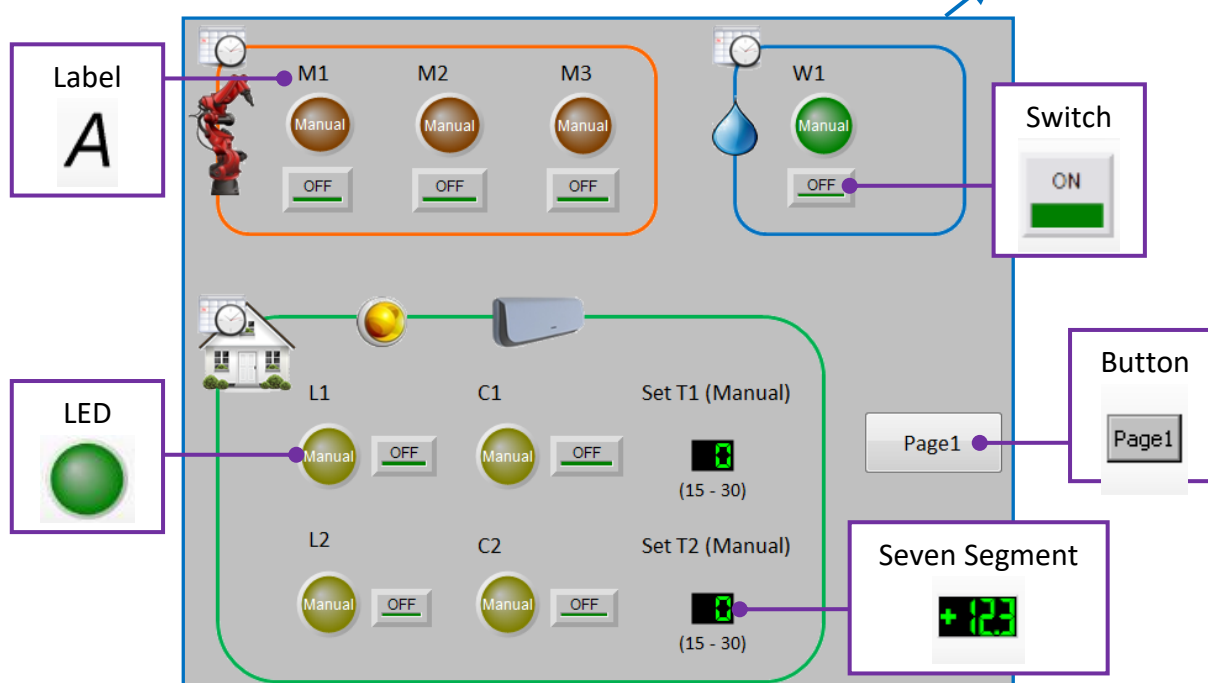 Label
A
M1 M2 M3
Manual Manual Manual
OFF OFF OFF
W1
Manual
OFF
Switch
ON
LED
L1 C1 Set T1 (Manual)
Manual OFF Manual OFF 0
(15 - 30)
Page1
Button
Page1
L2 C2 Set T2 (Manual)
Manual OFF Manual OFF 0
(15 - 30)
Seven Segment
+12.3